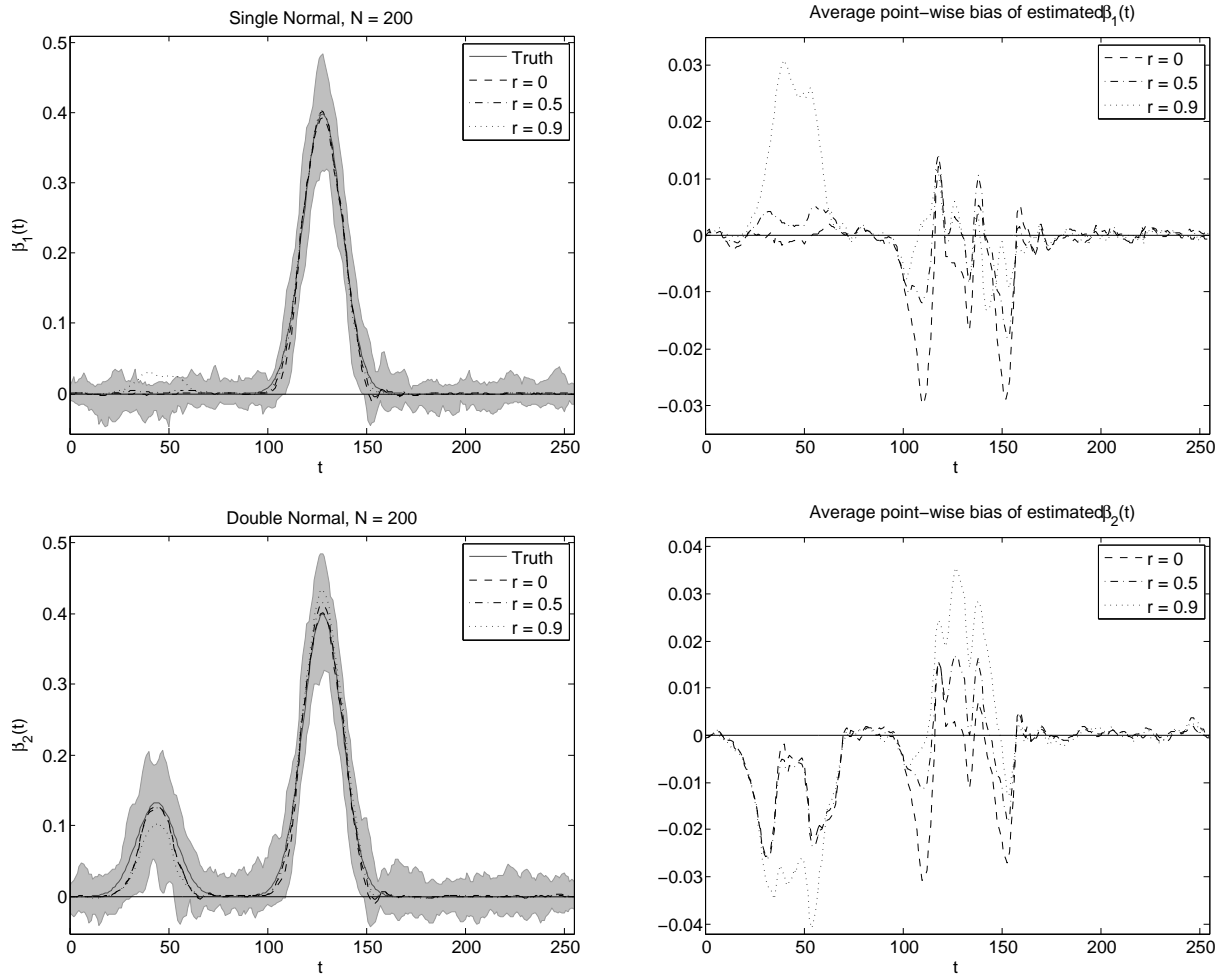 Single Normal, N = 200
0.5
0.4
0.3
0.2
0.1
0
β1(t)
0 50 100 150 200 250
t
Truth
r = 0
r = 0.5
r = 0.9
Average point−wise bias of estimatedβ1(t)
0.03
0.02
0.01
0
−0.01
−0.02
−0.03
0 50 100 150 200 250
t
r = 0
r = 0.5
r = 0.9
Double Normal, N = 200
0.5
0.4
0.3
0.2
0.1
0
β2(t)
0 50 100 150 200 250
t
Truth
r = 0
r = 0.5
r = 0.9
Average point−wise bias of estimatedβ2(t)
0.04
0.03
0.02
0.01
0
−0.01
−0.02
−0.03
−0.04
0 50 100 150 200 250
t
r = 0
r = 0.5
r = 0.9